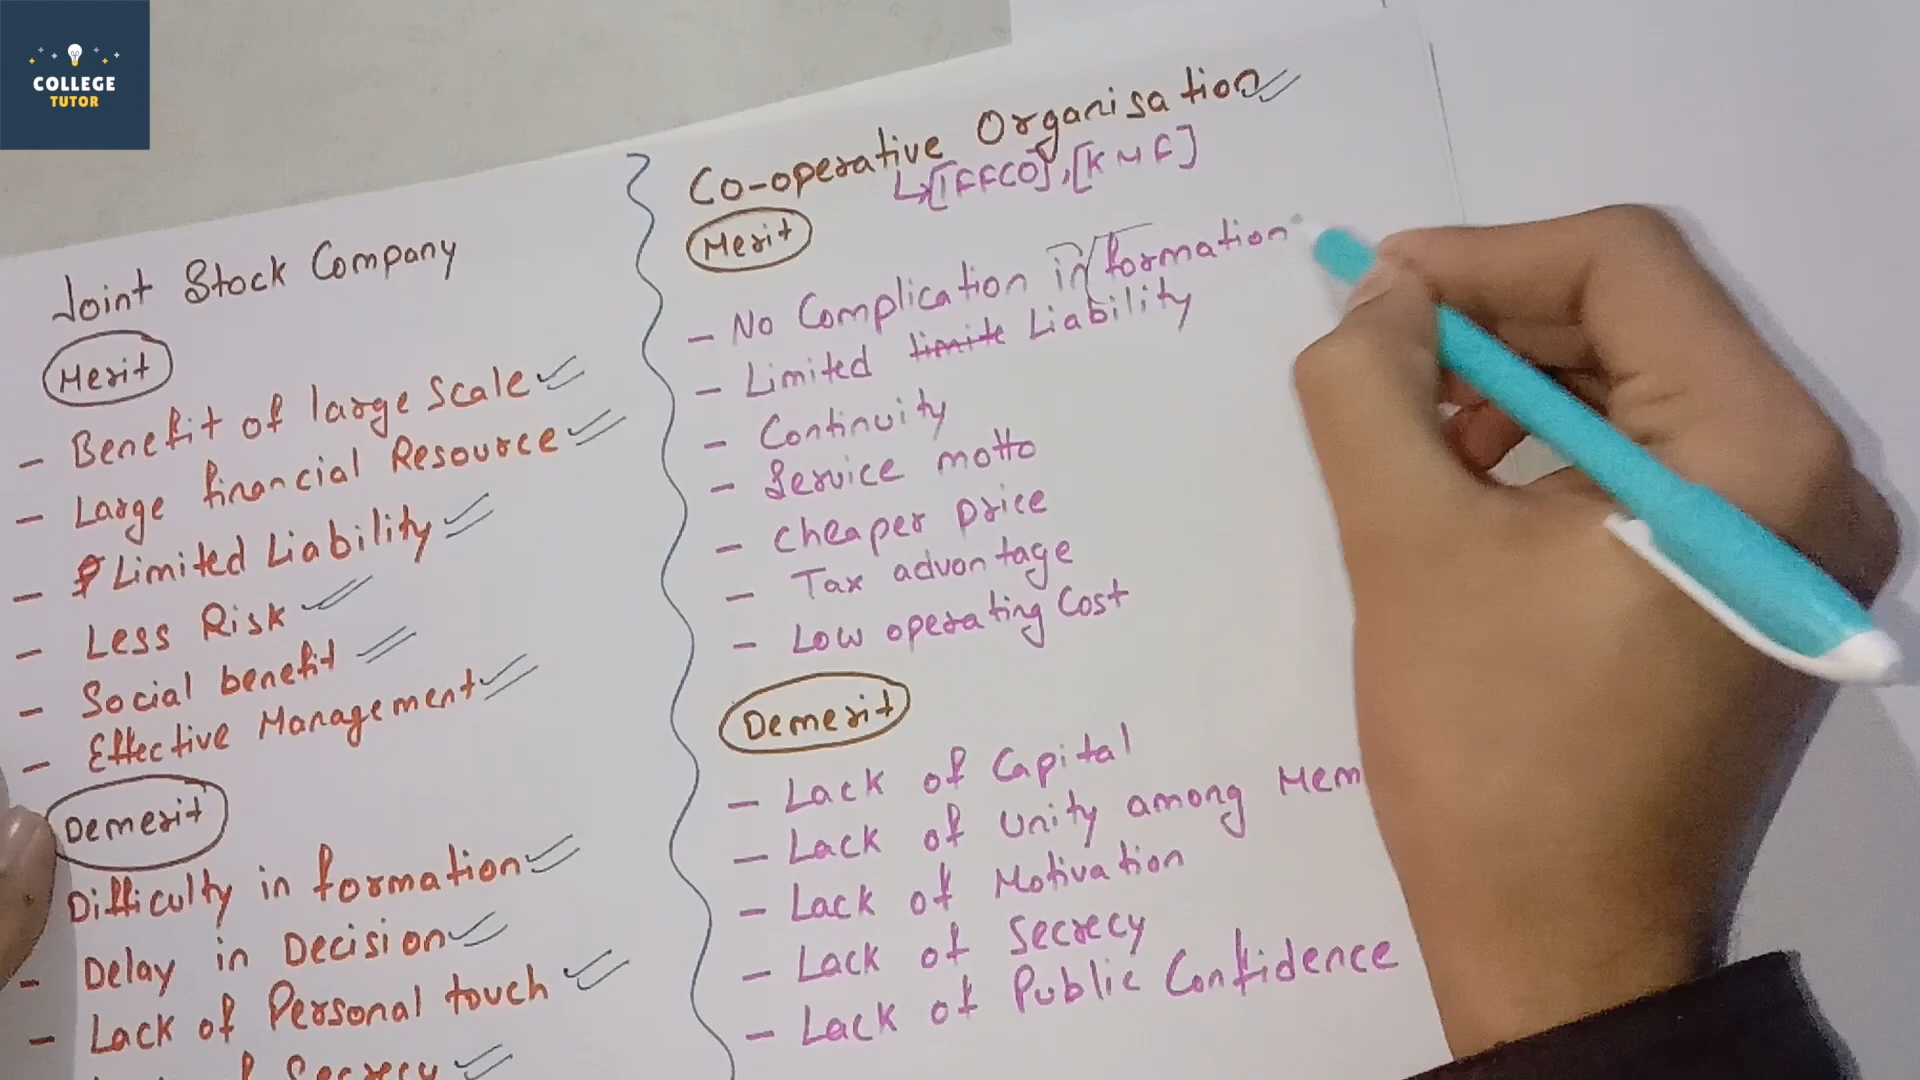 COLLEGE
TUTOR
Joint Stock Company
Merit
- Benefit of large Scale
- Large financial Resource
- Limited Liability
- Less Risk
- Social benefit
- Effective Management
Demerit
Difficulty in formation
- Delay in Decision
- Lack of Personal touch
Secrecy
Co-operative Organisation
[IFFCO], [KMF]
Merit
- No Complication in formation
- Limited limite Liability
- Continuity
- Service motto
- Cheaper price
- Tax advantage
- Low operating Cost
Demerit
- Lack of Capital
- Lack of Unity among Mem
- Lack of Motivation
- Lack of Secrecy
- Lack of Public Confidence